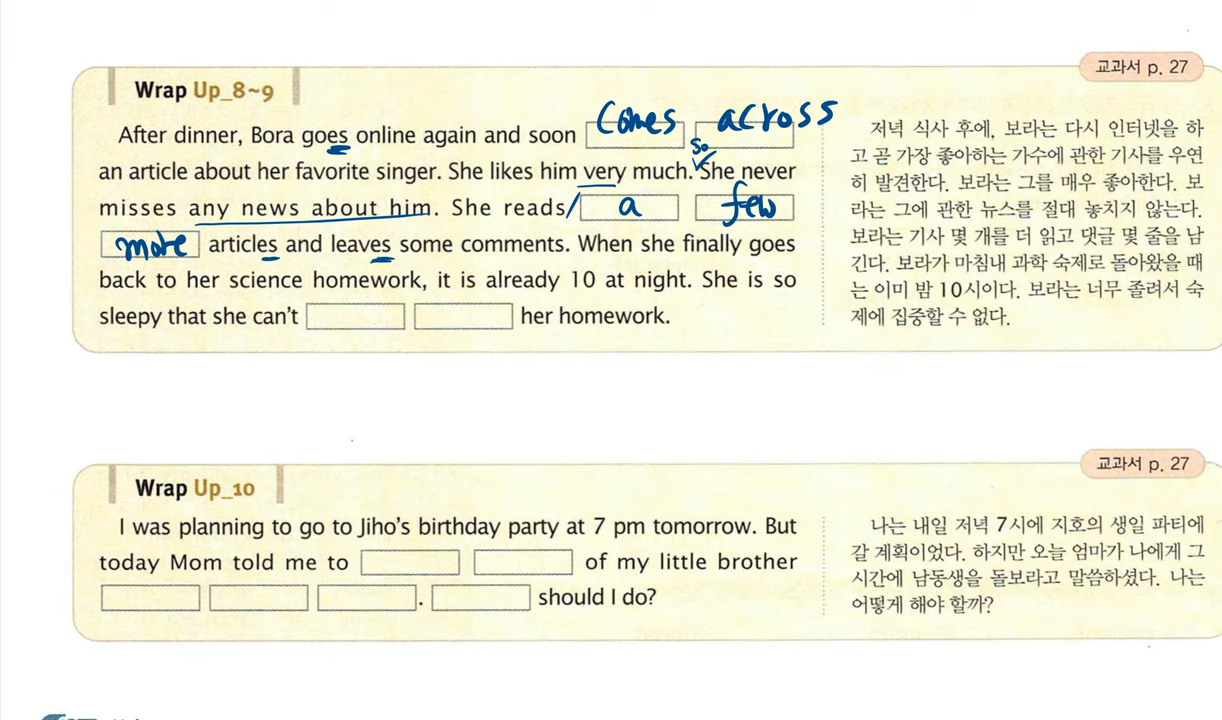 교과서 p. 27
Wrap Up_8~9
After dinner, Bora goes online again and soon comes across
so
an article about her favorite singer. She likes him very much. She never
misses any news about him. She reads a few
more articles and leaves some comments. When she finally goes
back to her science homework, it is already 10 at night. She is so
sleepy that she can't her homework.
저녁 식사 후에, 보라는 다시 인터넷을 하
고 곧 가장 좋아하는 가수에 관한 기사를 우연
히 발견한다. 보라는 그를 매우 좋아한다. 보
라는 그에 관한 뉴스를 절대 놓치지 않는다.
보라는 기사 몇 개를 더 읽고 댓글 몇 줄을 남
긴다. 보라가 마침내 과학 숙제로 돌아왔을 때
는 이미 밤 10시이다. 보라는 너무 졸려서 숙
제에 집중할 수 없다.
교과서 p. 27
Wrap Up_10
I was planning to go to Jiho's birthday party at 7 pm tomorrow. But
today Mom told me to of my little brother
. should I do?
나는 내일 저녁 7시에 지호의 생일 파티에
갈 계획이었다. 하지만 오늘 엄마가 나에게 그
시간에 남동생을 돌보라고 말씀하셨다. 나는
어떻게 해야 할까?